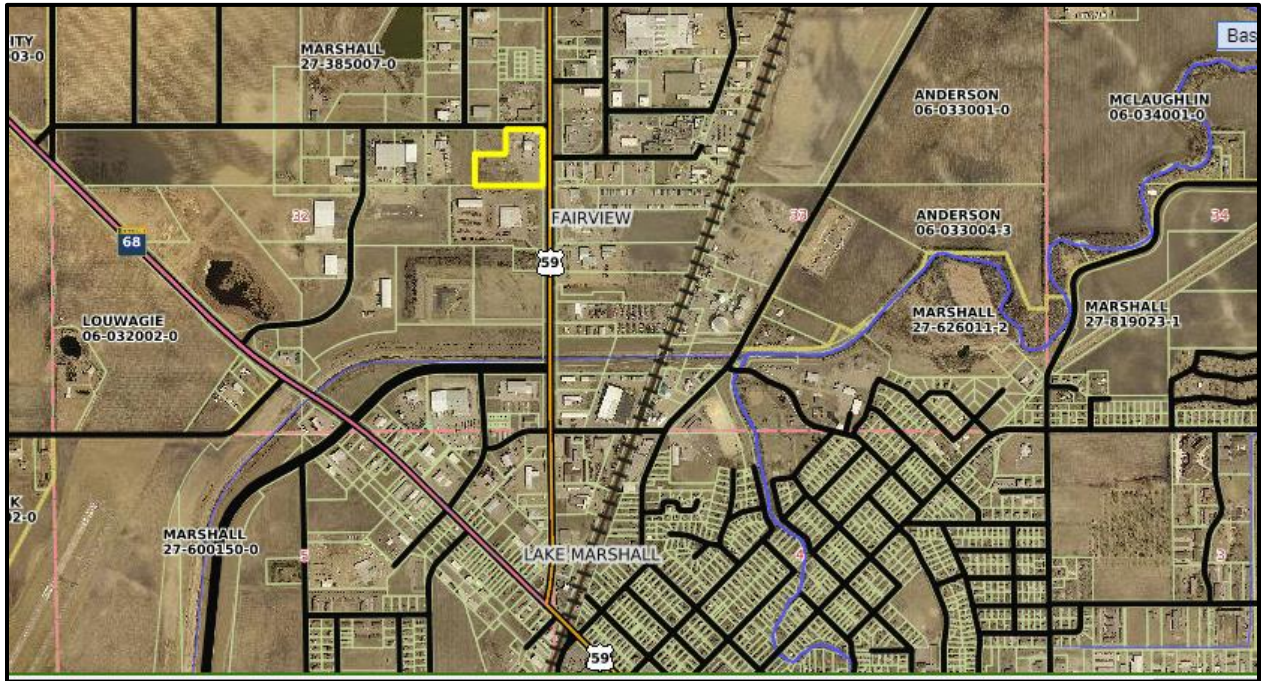 ITY
03-0
MARSHALL
27-385007-0
Bas
ANDERSON
06-033001-0
MCLAUGHLIN
06-034001-0
32
FAIRVIEW
33
ANDERSON
06-033004-3
34
68
59
LOUWAGIE
06-032002-0
MARSHALL
27-626011-2
MARSHALL
27-819023-1
K
02-0
MARSHALL
27-600150-0
5
LAKE MARSHALL
4
3
59